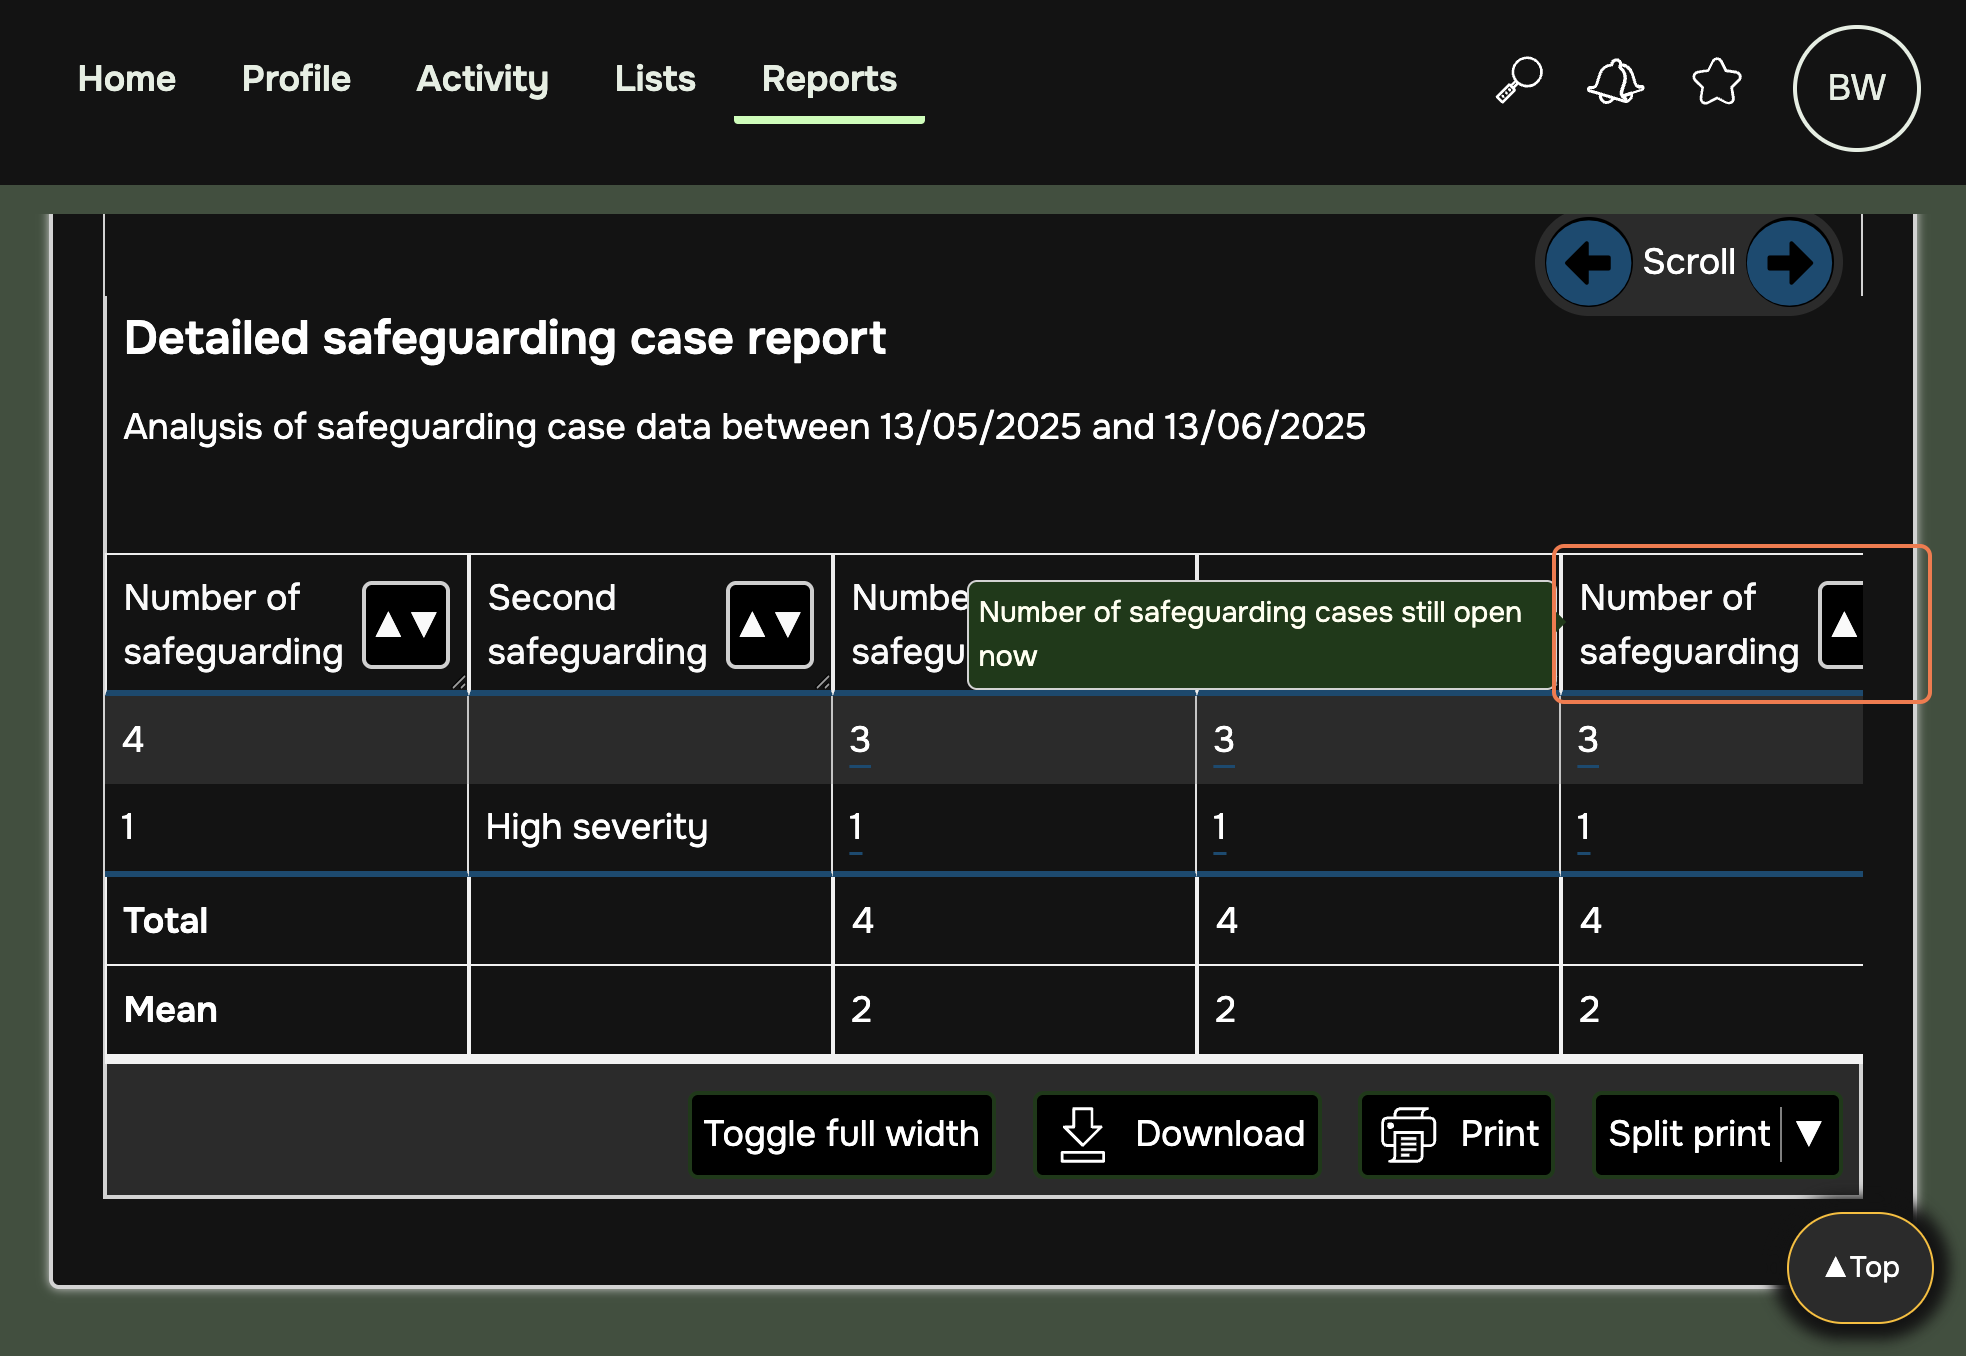 Home Profile Activity Lists Reports
BW
Scroll
Detailed safeguarding case report
Analysis of safeguarding case data between 13/05/2025 and 13/06/2025
Number of safeguarding
Second safeguarding
Numbe
safegu
Number of safeguarding cases still open
now
Number of safeguarding
4 3 3 3
1 High severity 1 1 1
Total 4 4 4
Mean 2 2 2
Toggle full width Download Print Split print
Top